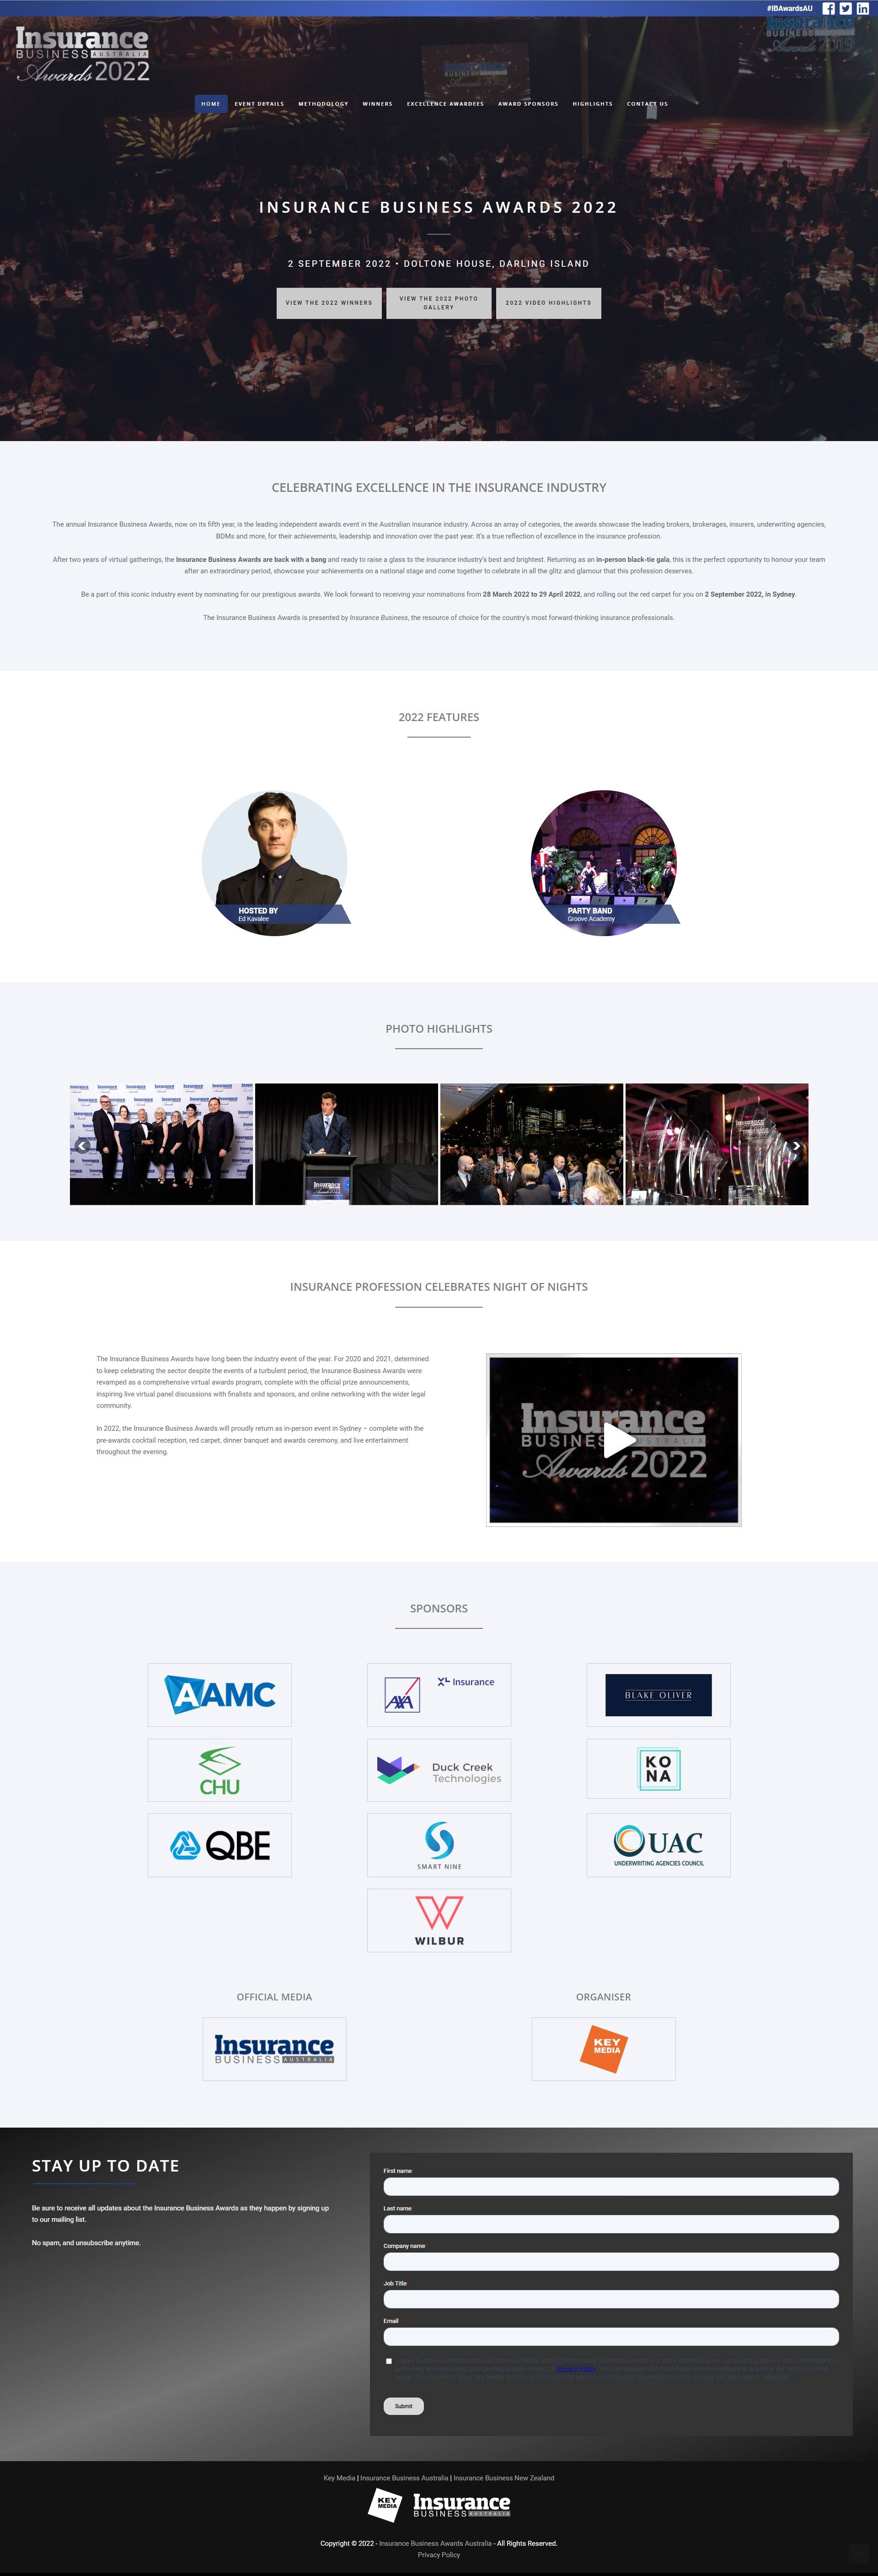 #IBAwardsAU
Insurance
BUSINESS AUSTRALIA
Awards 2022
Insurance
BUSINESS AUSTRALIA
Awards 2019
HOME EVENT DETAILS METHODOLOGY WINNERS EXCELLENCE AWARDEES AWARD SPONSORS HIGHLIGHTS CONTACT US
INSURANCE BUSINESS AWARDS 2022
2 SEPTEMBER 2022 • DOLTONE HOUSE, DARLING ISLAND
VIEW THE 2022 WINNERS
VIEW THE 2022 PHOTO
GALLERY
2022 VIDEO HIGHLIGHTS
CELEBRATING EXCELLENCE IN THE INSURANCE INDUSTRY
The annual Insurance Business Awards, now on its fifth year, is the leading independent awards event in the Australian insurance industry. Across an array of categories, the awards showcase the leading brokers, brokerages, insurers, underwriting agencies,
BDMs and more, for their achievements, leadership and innovation over the past year. It's a true reflection of excellence in the insurance profession.
After two years of virtual gatherings, the Insurance Business Awards are back with a bang and ready to raise a glass to the insurance industry's best and brightest. Returning as an in-person black-tie gala, this is the perfect opportunity to honour your team
after an extraordinary period, showcase your achievements on a national stage and come together to celebrate in all the glitz and glamour that this profession deserves.
Be a part of this iconic industry event by nominating for our prestigious awards. We look forward to receiving your nominations from 28 March 2022 to 29 April 2022, and rolling out the red carpet for you on 2 September 2022, in Sydney.
The Insurance Business Awards is presented by Insurance Business, the resource of choice for the country's most forward-thinking insurance professionals.
2022 FEATURES
HOSTED BY
Ed Kavalee
PARTY BAND
Groove Academy
PHOTO HIGHLIGHTS
INSURANCE PROFESSION CELEBRATES NIGHT OF NIGHTS
The Insurance Business Awards have long been the industry event of the year. For 2020 and 2021, determined
to keep celebrating the sector despite the events of a turbulent period, the Insurance Business Awards were
revamped as a comprehensive virtual awards program, complete with the official prize announcements,
inspiring live virtual panel discussions with finalists and sponsors, and online networking with the wider legal
community.
In 2022, the Insurance Business Awards will proudly return as in-person event in Sydney – complete with the
pre-awards cocktail reception, red carpet, dinner banquet and awards ceremony, and live entertainment
throughout the evening.
Insurance
BUSINESS AUSTRALIA
Awards 2022
SPONSORS
AAMC
AXA XL Insurance
BLAKE OLIVER
CHU
Duck Creek
Technologies
KO
NA
QBE
SMART NINE
UAC
UNDERWRITING AGENCIES COUNCIL
WILBUR
OFFICIAL MEDIA
ORGANISER
Insurance
BUSINESS AUSTRALIA
KEY
MEDIA
STAY UP TO DATE
Be sure to receive all updates about the Insurance Business Awards as they happen by signing up
to our mailing list.
No spam, and unsubscribe anytime.
First name
Last name
Company name
Job Title
Email
Privacy Policy
Submit
Key Media | Insurance Business Australia | Insurance Business New Zealand
KEY
MEDIA
Insurance
BUSINESS AUSTRALIA
Copyright © 2022 - Insurance Business Awards Australia - All Rights Reserved.
Privacy Policy